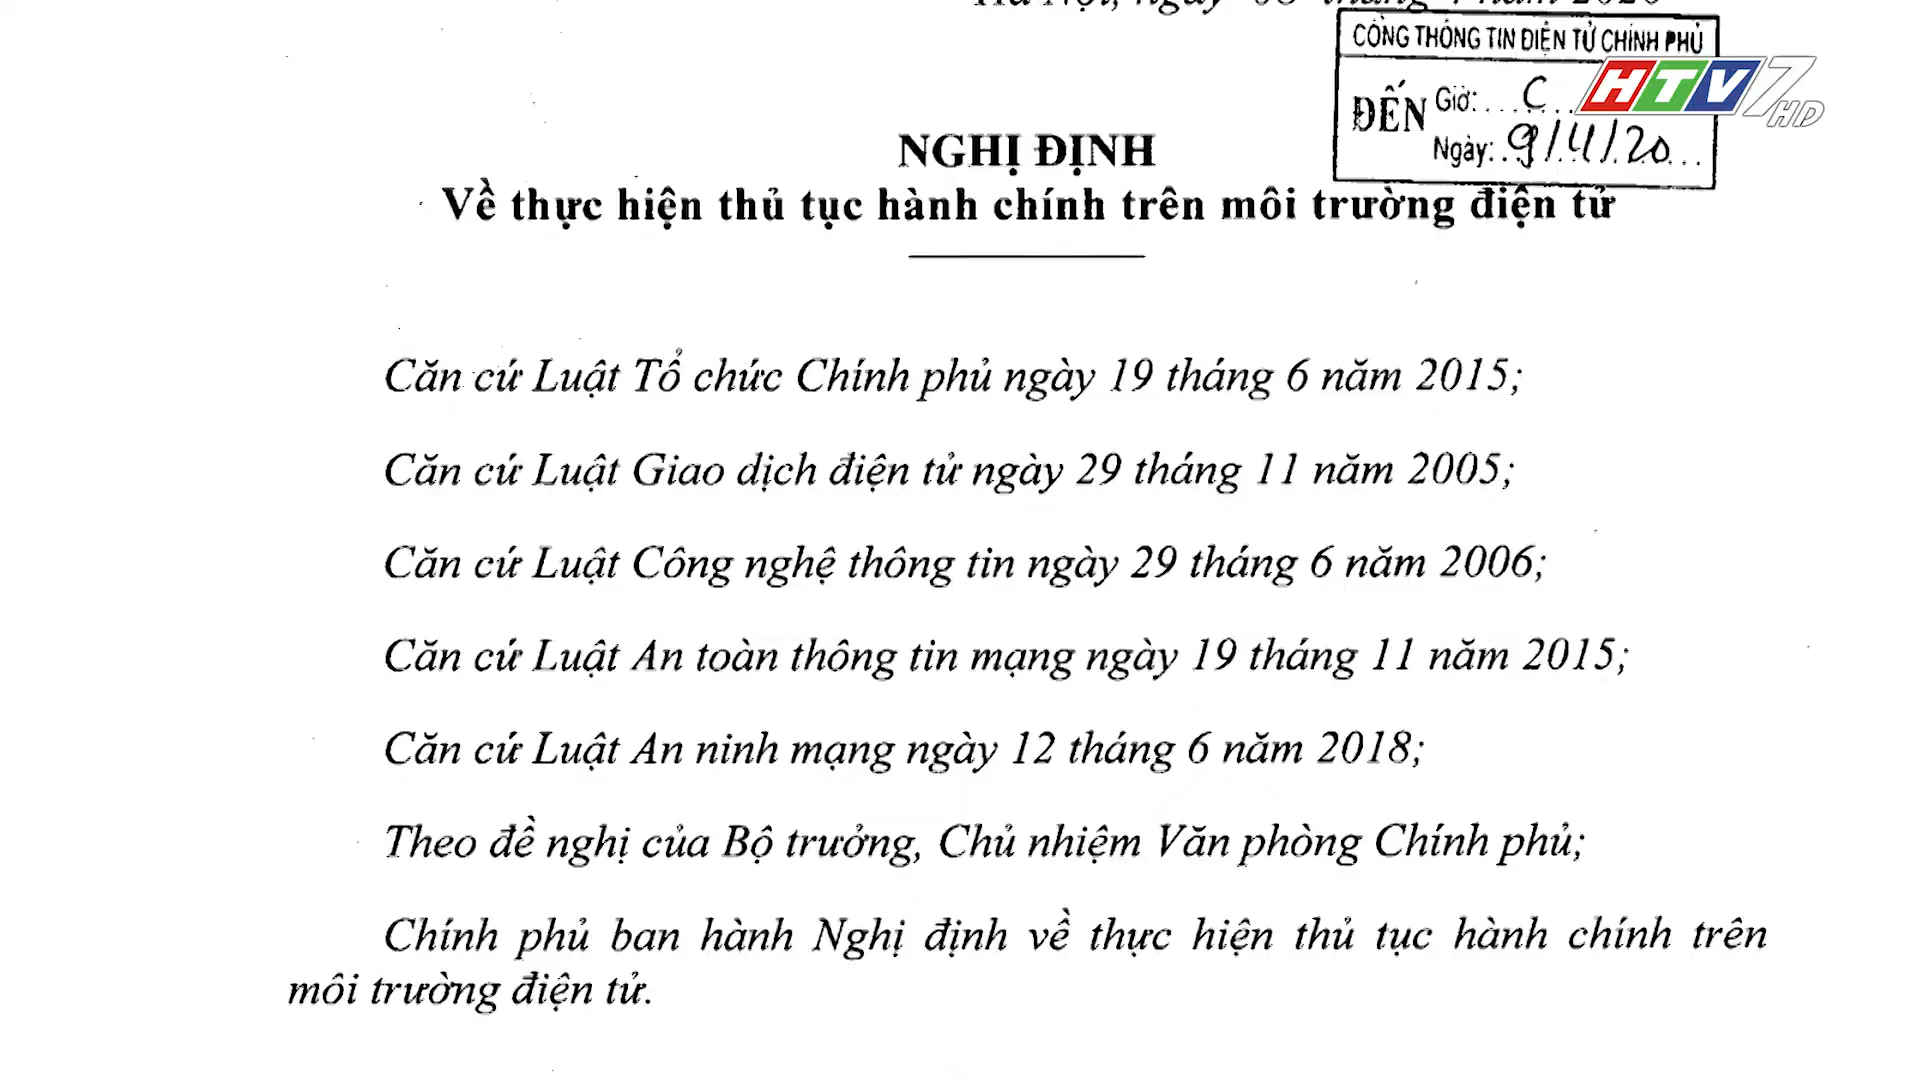 CỔNG THÔNG TIN ĐIỆN TỬ CHÍNH PHỦ
ĐẾN Giờ: ... C ...
Ngày: 9/4/20
HTV7 HD
NGHỊ ĐỊNH
Về thực hiện thủ tục hành chính trên môi trường điện tử
Căn cứ Luật Tổ chức Chính phủ ngày 19 tháng 6 năm 2015;
Căn cứ Luật Giao dịch điện tử ngày 29 tháng 11 năm 2005;
Căn cứ Luật Công nghệ thông tin ngày 29 tháng 6 năm 2006;
Căn cứ Luật An toàn thông tin mạng ngày 19 tháng 11 năm 2015;
Căn cứ Luật An ninh mạng ngày 12 tháng 6 năm 2018;
Theo đề nghị của Bộ trưởng, Chủ nhiệm Văn phòng Chính phủ;
Chính phủ ban hành Nghị định về thực hiện thủ tục hành chính trên
môi trường điện tử.